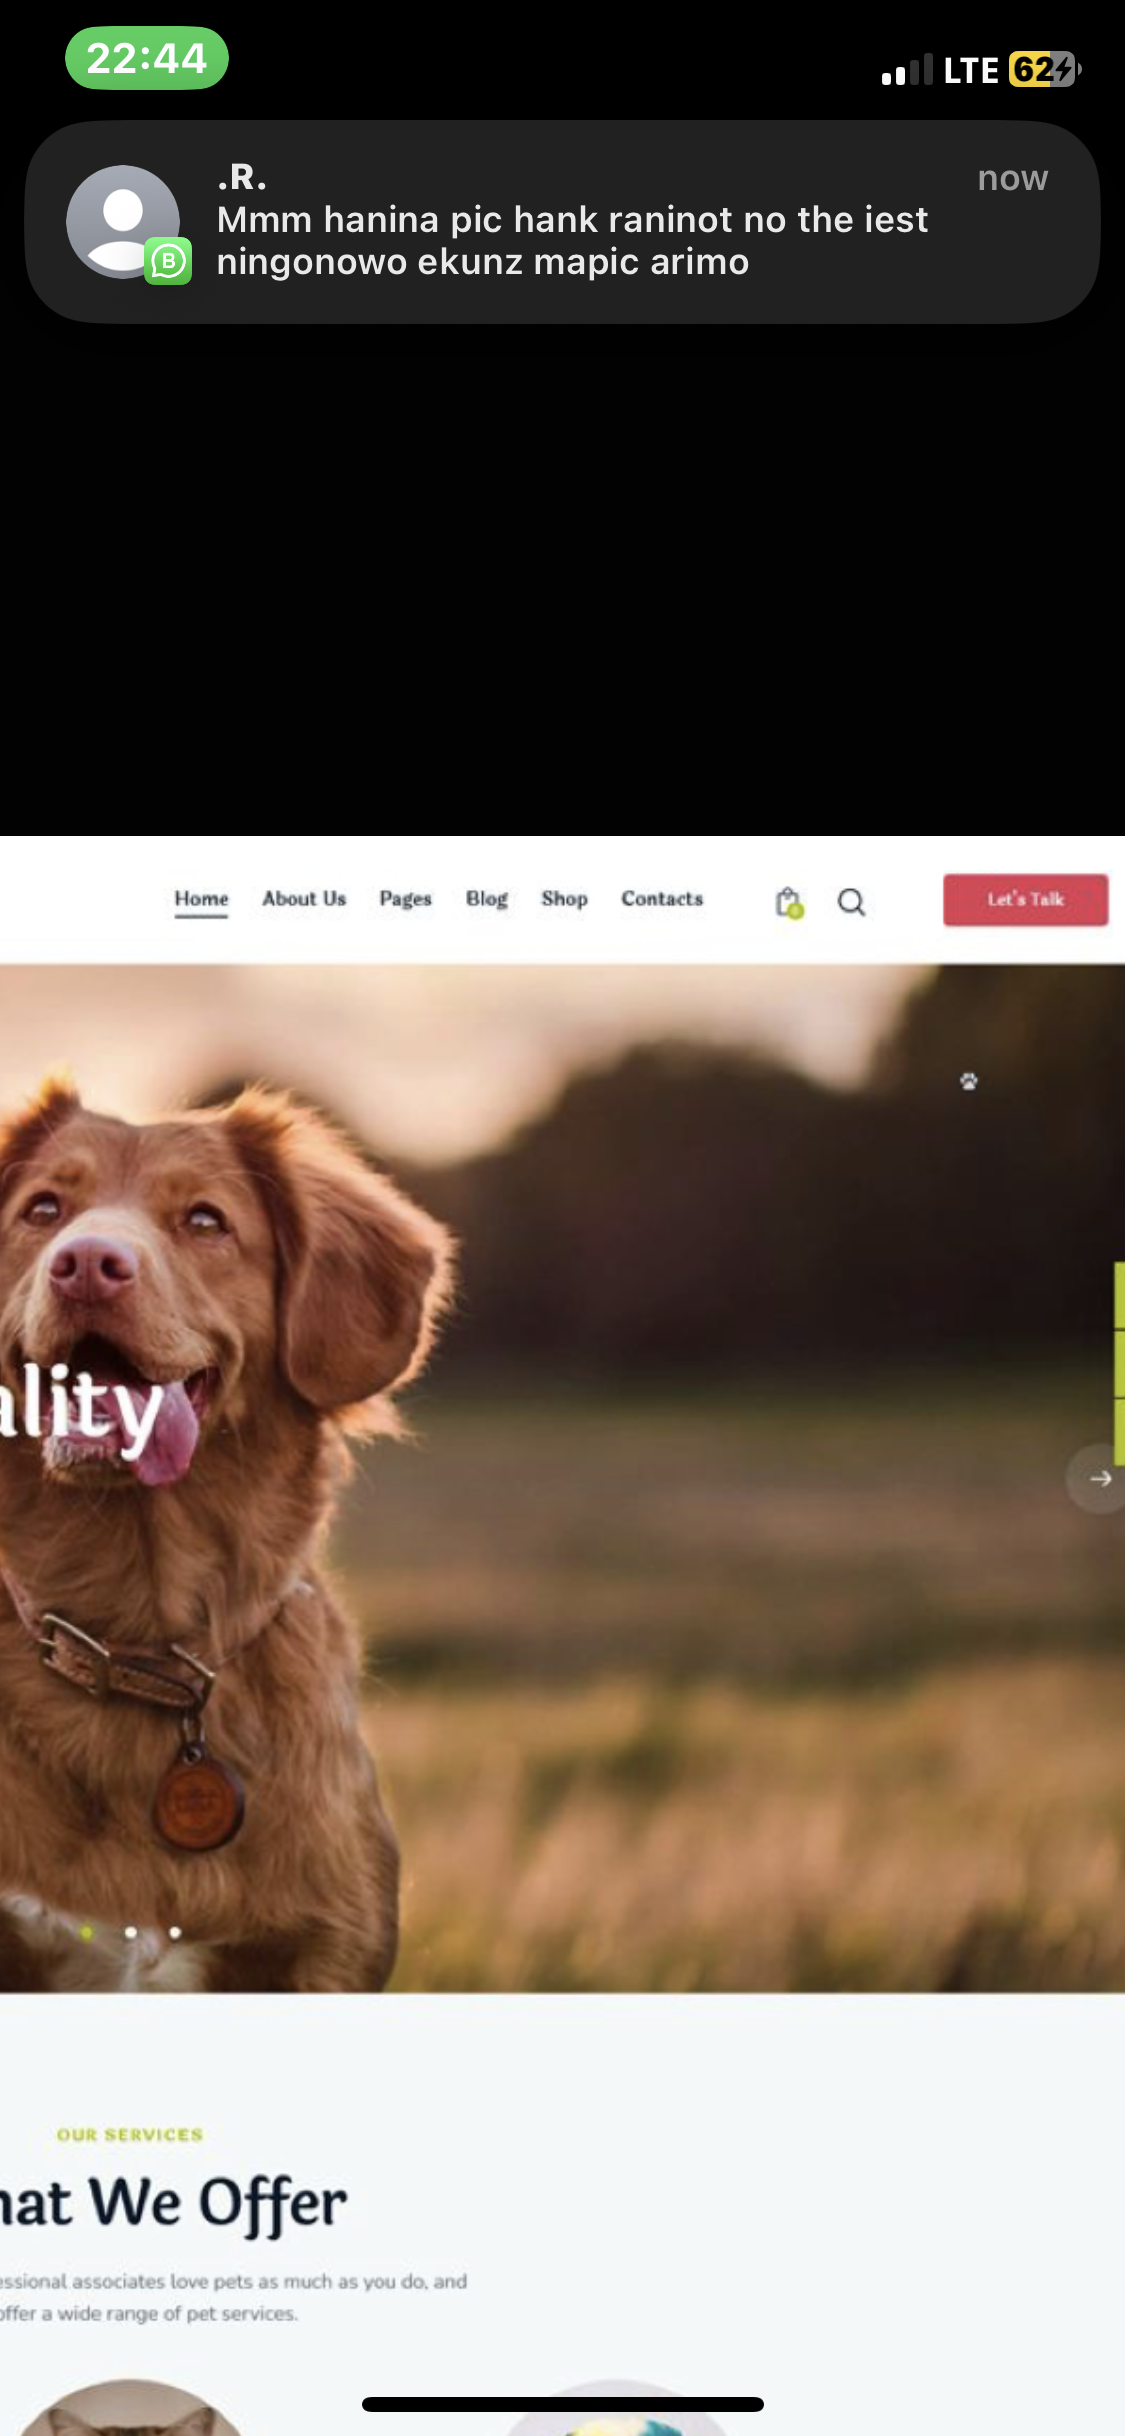 22:44
LTE 62
.R.
now
Mmm hanina pic hank raninot no the iest
ningonowo ekunz mapic arimo
B
Home About Us Pages Blog Shop Contacts
Let's Talk
ality
OUR SERVICES
hat We Offer
essional associates love pets as much as you do, and
offer a wide range of pet services.